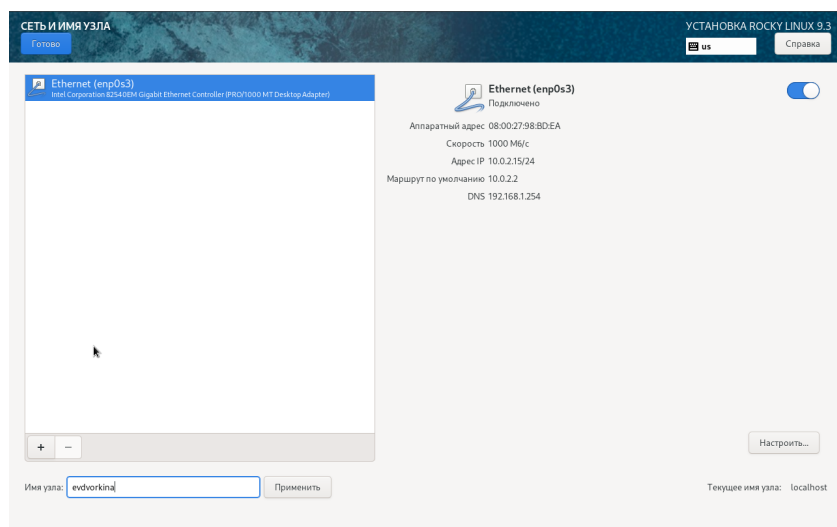 СЕТЬ И ИМЯ УЗЛА
УСТАНОВКА ROCKY LINUX 9.3
Готово
us
Справка
Ethernet (enp0s3)
Intel Corporation 82540EM Gigabit Ethernet Controller (PRO/1000 MT Desktop Adapter)
Ethernet (enp0s3)
Подключено
Аппаратный адрес 08:00:27:98:BD:EA
Скорость 1000 Мб/с
Адрес IP 10.0.2.15/24
Маршрут по умолчанию 10.0.2.2
DNS 192.168.1.254
+ −
Настроить...
Имя узла: evdvorkina Применить
Текущее имя узла: localhost